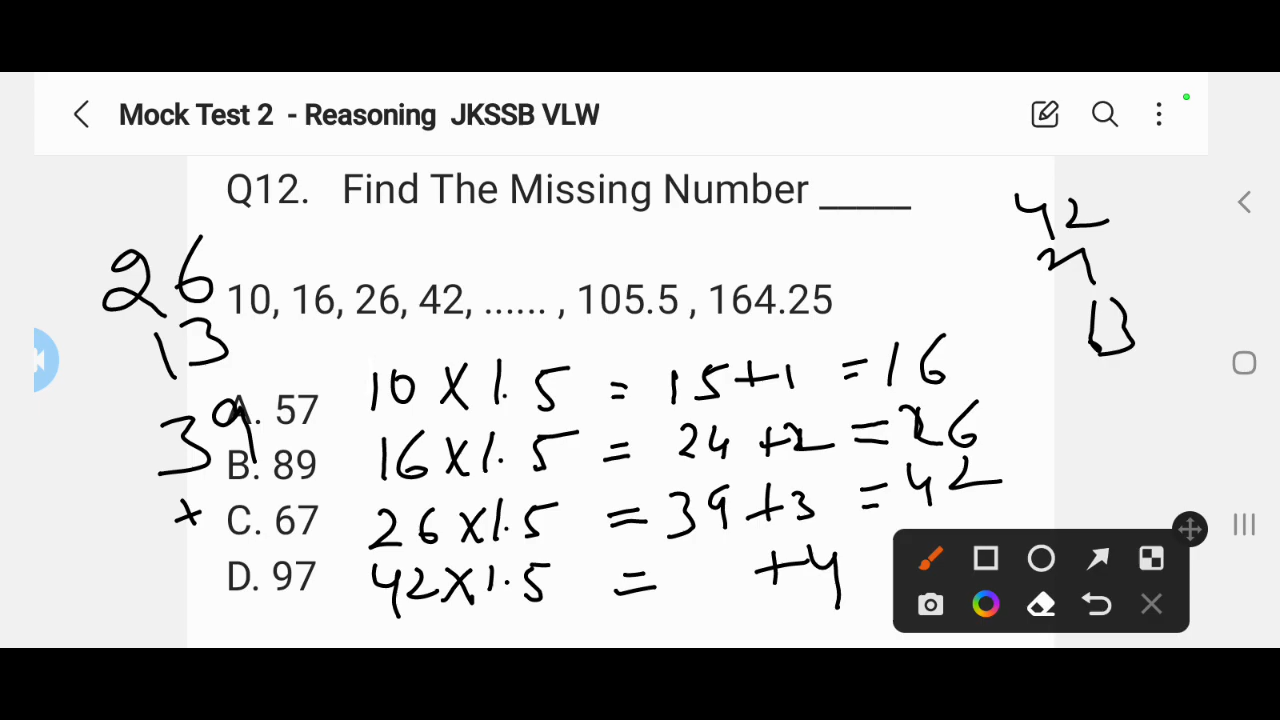 Mock Test 2 - Reasoning JKSSB VLW
Q12. Find The Missing Number _____
42
26
10, 16, 26, 42, ...... , 105.5 , 164.25
13
10 X 1.5 = 15+1 = 16
A. 57
16 X 1.5 = 24 +2 = 26
39
B. 89
26 X 1.5 = 39 +3 = 42
+
C. 67
42 X 1.5 = +4
D. 97